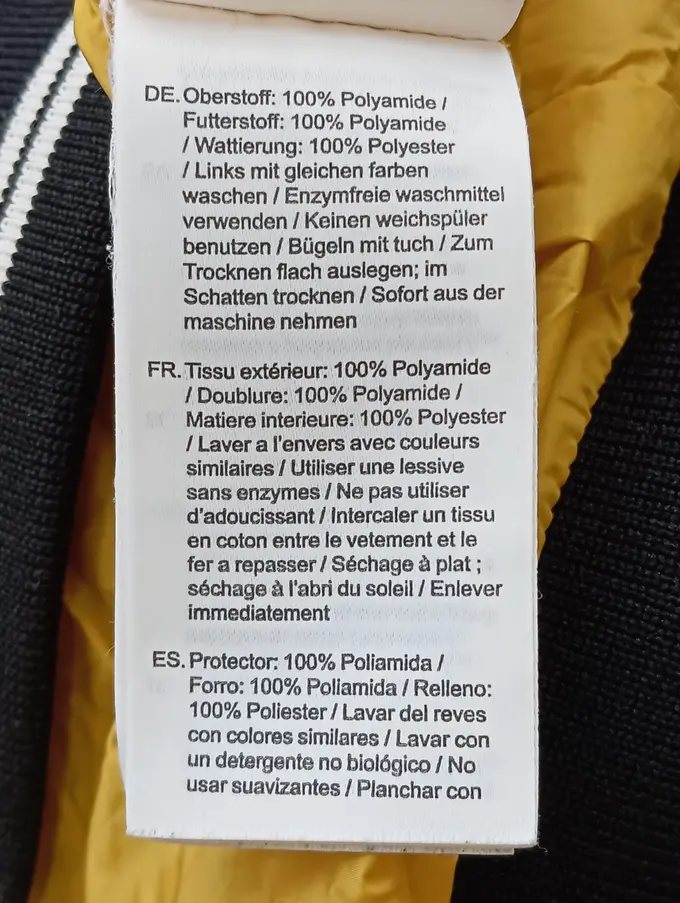 DE. Oberstoff: 100% Polyamide /
Futterstoff: 100% Polyamide
/ Wattierung: 100% Polyester
/ Links mit gleichen farben
waschen / Enzymfreie waschmittel
verwenden / Keinen weichspüler
benutzen / Bügeln mit tuch / Zum
Trocknen flach auslegen; im
Schatten trocknen / Sofort aus der
maschine nehmen
FR. Tissu extérieur: 100% Polyamide
/ Doublure: 100% Polyamide /
Matiere interieure: 100% Polyester
/ Laver a l'envers avec couleurs
similaires / Utiliser une lessive
sans enzymes / Ne pas utiliser
d'adoucissant / Intercaler un tissu
en coton entre le vetement et le
fer a repasser / Séchage à plat ;
séchage à l'abri du soleil / Enlever
immediatement
ES. Protector: 100% Poliamida /
Forro: 100% Poliamida / Relleno:
100% Poliester / Lavar del reves
con colores similares / Lavar con
un detergente no biológico / No
usar suavizantes / Planchar con